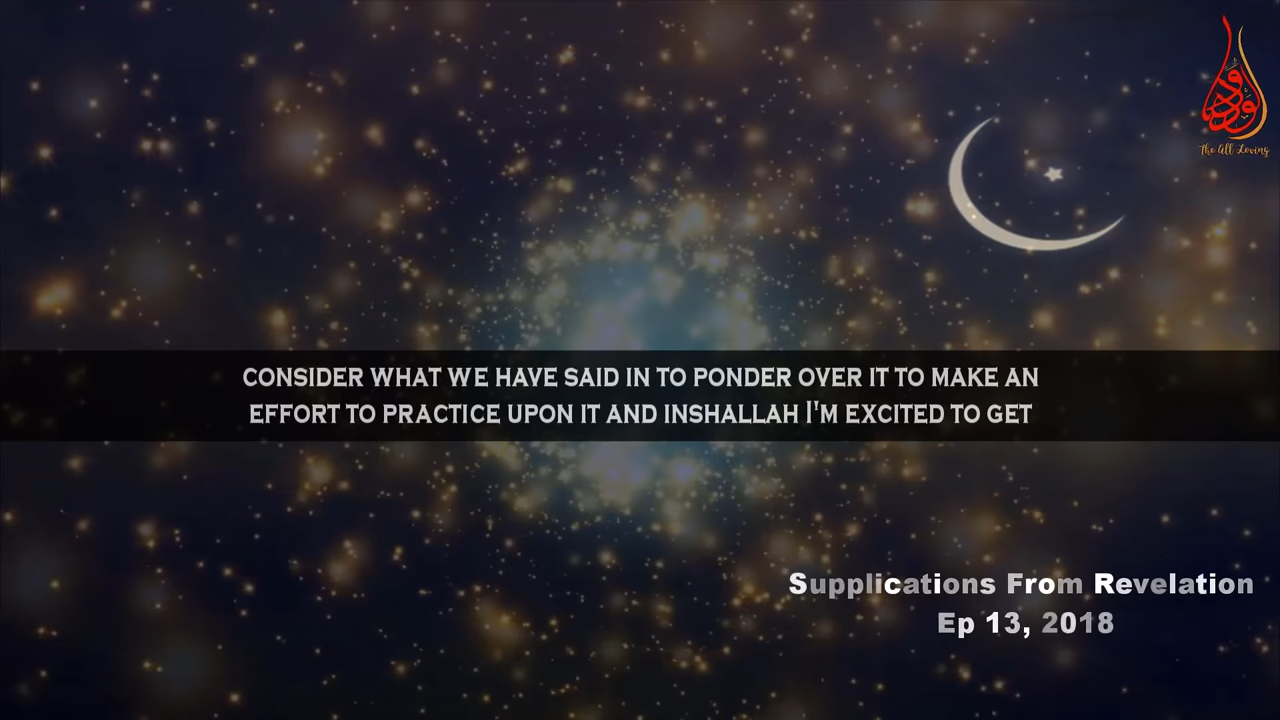 الودود
The All Loving
CONSIDER WHAT WE HAVE SAID IN TO PONDER OVER IT TO MAKE AN
EFFORT TO PRACTICE UPON IT AND INSHALLAH I'M EXCITED TO GET
Supplications From Revelation
Ep 13, 2018